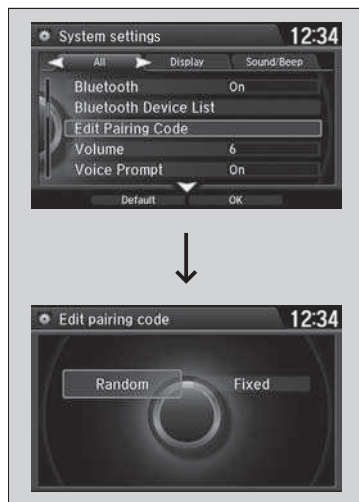 System settings 12:34
All Display Sound/Beep
Bluetooth On
Bluetooth Device List
Edit Pairing Code
Volume 6
Voice Prompt On
Default OK
Edit pairing code 12:34
Random Fixed